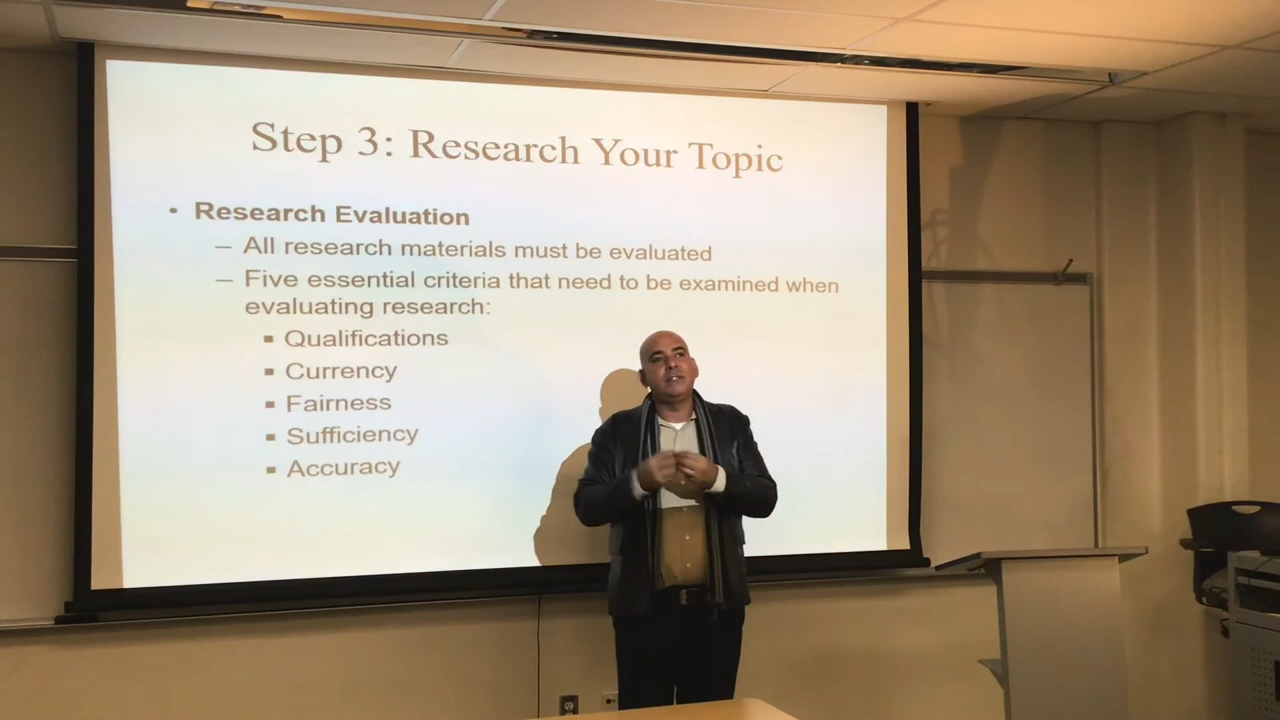 Step 3: Research Your Topic
• Research Evaluation
– All research materials must be evaluated
– Five essential criteria that need to be examined when
evaluating research:
▪ Qualifications
▪ Currency
▪ Fairness
▪ Sufficiency
▪ Accuracy